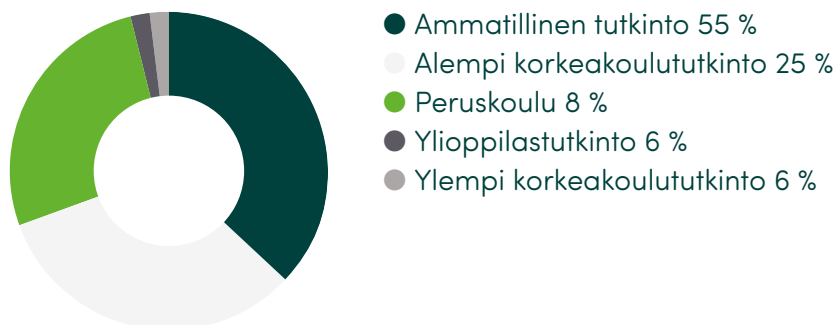 Ammatillinen tutkinto 55 %
Alempi korkeakoulututkinto 25 %
Peruskoulu 8 %
Ylioppilastutkinto 6 %
Ylempi korkeakoulututkinto 6 %